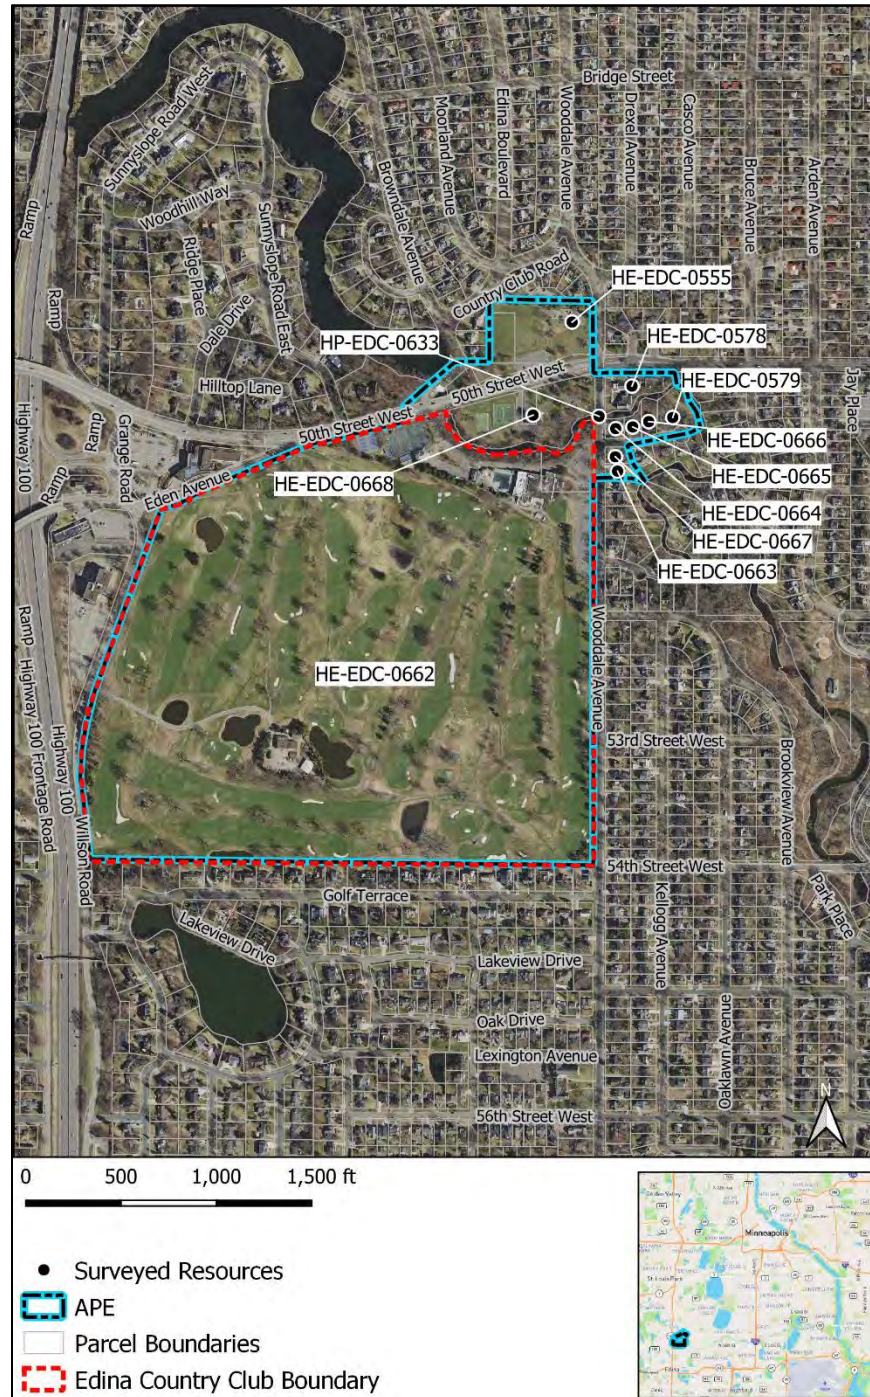 Bridge Street
Sunnyslope Road West
Moorland Avenue
Edina Boulevard
Wooddale Avenue
Drexel Avenue
Casco Avenue
Bruce Avenue
Arden Avenue
Browndale Avenue
Woodhill Way
Ramp
Ridge Place
Sunnyslope Road East
Dale Drive
Country Club Road
HE-EDC-0555
Ramp
HP-EDC-0633
HE-EDC-0578
Hilltop Lane
50th Street West
HE-EDC-0579
Jay Place
Highway 100
Ramp
Grange Road
50th Street West
HE-EDC-0666
Ramp
Eden Avenue
HE-EDC-0668
HE-EDC-0665
HE-EDC-0664
HE-EDC-0667
HE-EDC-0663
Ramp
Highway 100 Frontage Road
Highway 100
HE-EDC-0662
Wooddale Avenue
53rd Street West
Brookview Avenue
Willson Road
54th Street West
Golf Terrace
Kellogg Avenue
Park Place
Lakeview Drive
Lakeview Drive
Oak Drive
Oaklawn Avenue
Lexington Avenue
56th Street West
N
0 500 1,000 1,500 ft
Surveyed Resources
APE
Parcel Boundaries
Edina Country Club Boundary
Minneapolis
St. Louis Park
Edina